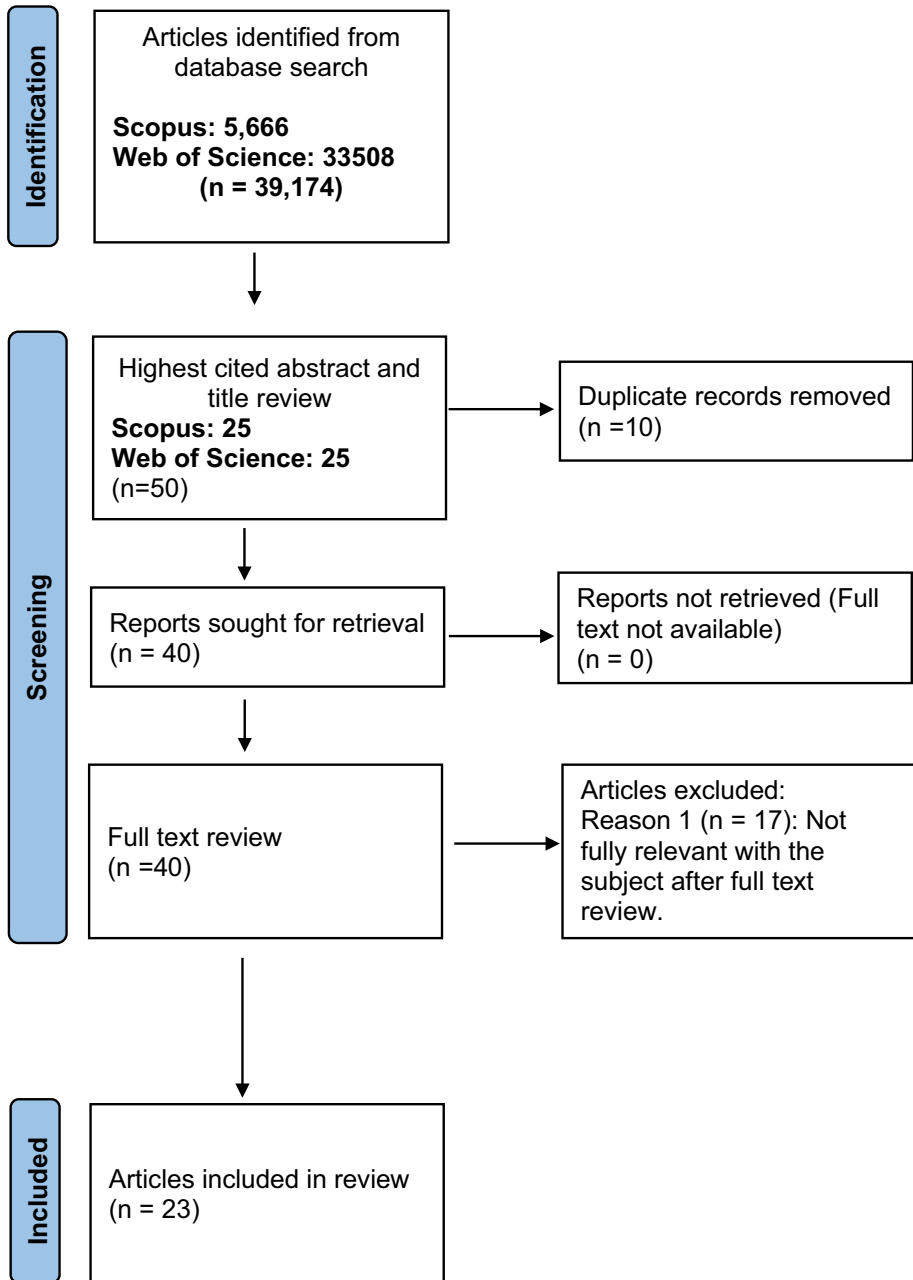 Identification
Articles identified from
database search
Scopus: 5,666
Web of Science: 33508
(n = 39,174)
Screening
Highest cited abstract and
title review
Scopus: 25
Web of Science: 25
(n=50)
Duplicate records removed
(n =10)
Reports sought for retrieval
(n = 40)
Reports not retrieved (Full
text not available)
(n = 0)
Full text review
(n =40)
Articles excluded:
Reason 1 (n = 17): Not
fully relevant with the
subject after full text
review.
Included
Articles included in review
(n = 23)